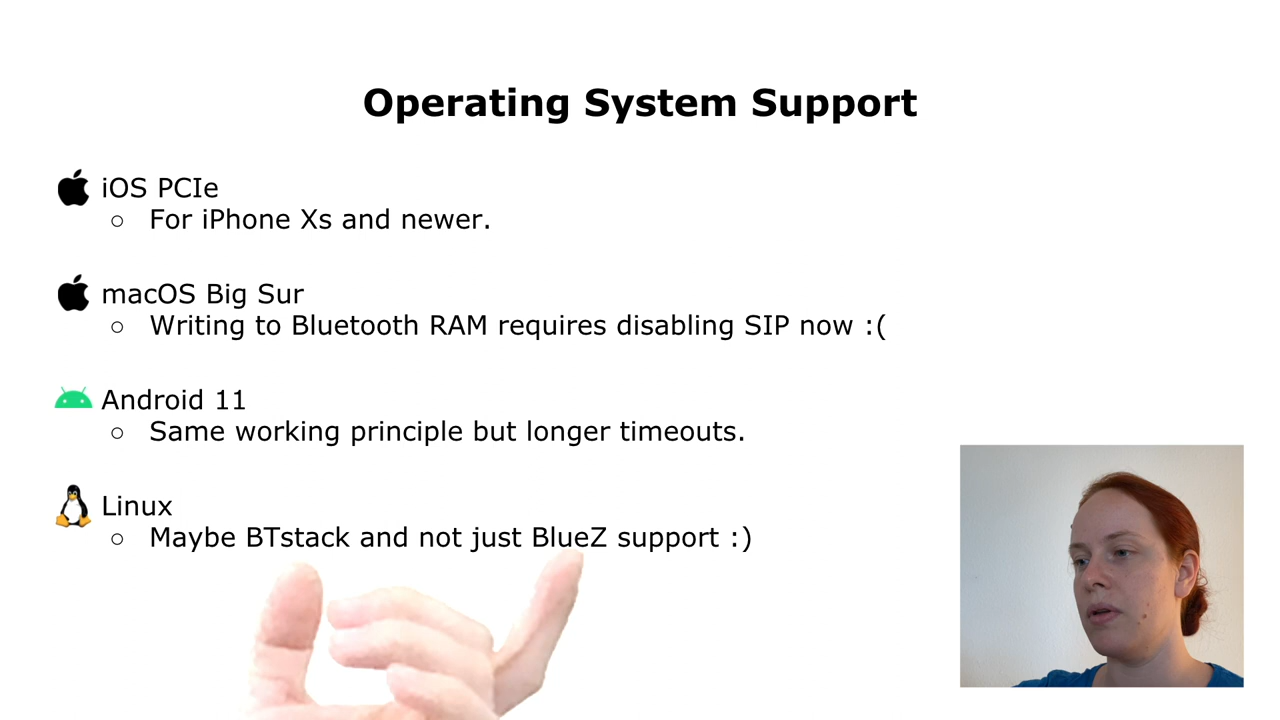 Operating System Support
iOS PCIe
○ For iPhone Xs and newer.
macOS Big Sur
○ Writing to Bluetooth RAM requires disabling SIP now :(
Android 11
○ Same working principle but longer timeouts.
Linux
○ Maybe BTstack and not just BlueZ support :)